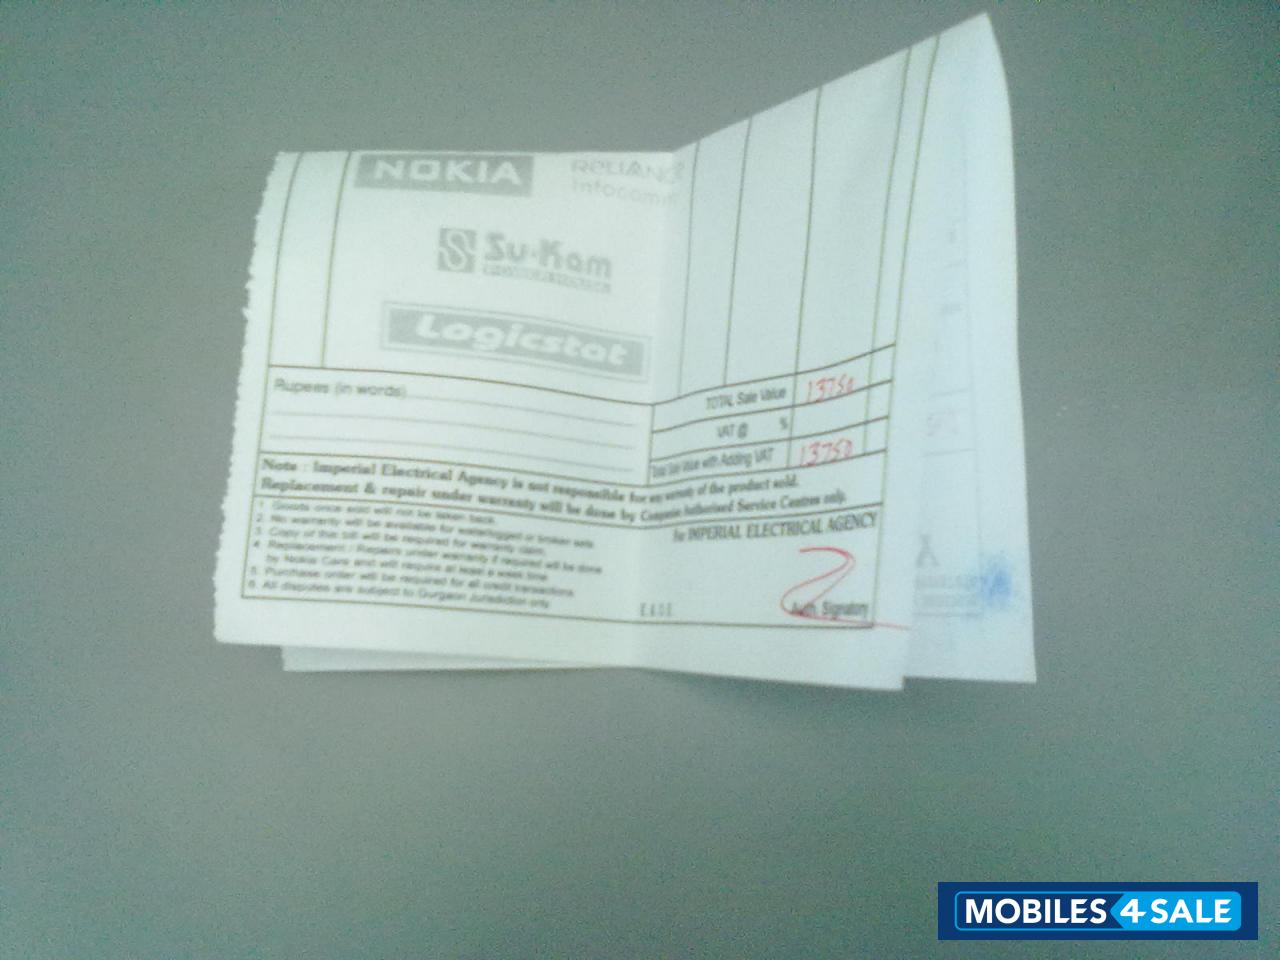 NOKIA
RELIANCE
Infocomm
Su-Kam
Logicstat
Rupees (in words)
TOTAL Sale Value 13750
VAT @ %
Total Sale Value with Adding VAT 13750
Note : Imperial Electrical Agency is not responsible for any warranty of the product sold.
Replacement & repair under warranty will be done by Companies Authorised Service Centres only.
1. Goods once sold will not be taken back.
2. No warranty will be available for waterlogged or broken sets
3. Copy of this bill will be required for warranty claim.
4. Replacement / Repairs under warranty if required will be done
by Nokia Care and will require at least a week time
5. Purchase order will be required for all credit transactions.
6. All disputes are subject to Gurgaon Jurisdiction only
for IMPERIAL ELECTRICAL AGENCY
E.&.O.E.
Auth. Signatory
MOBILES 4 SALE